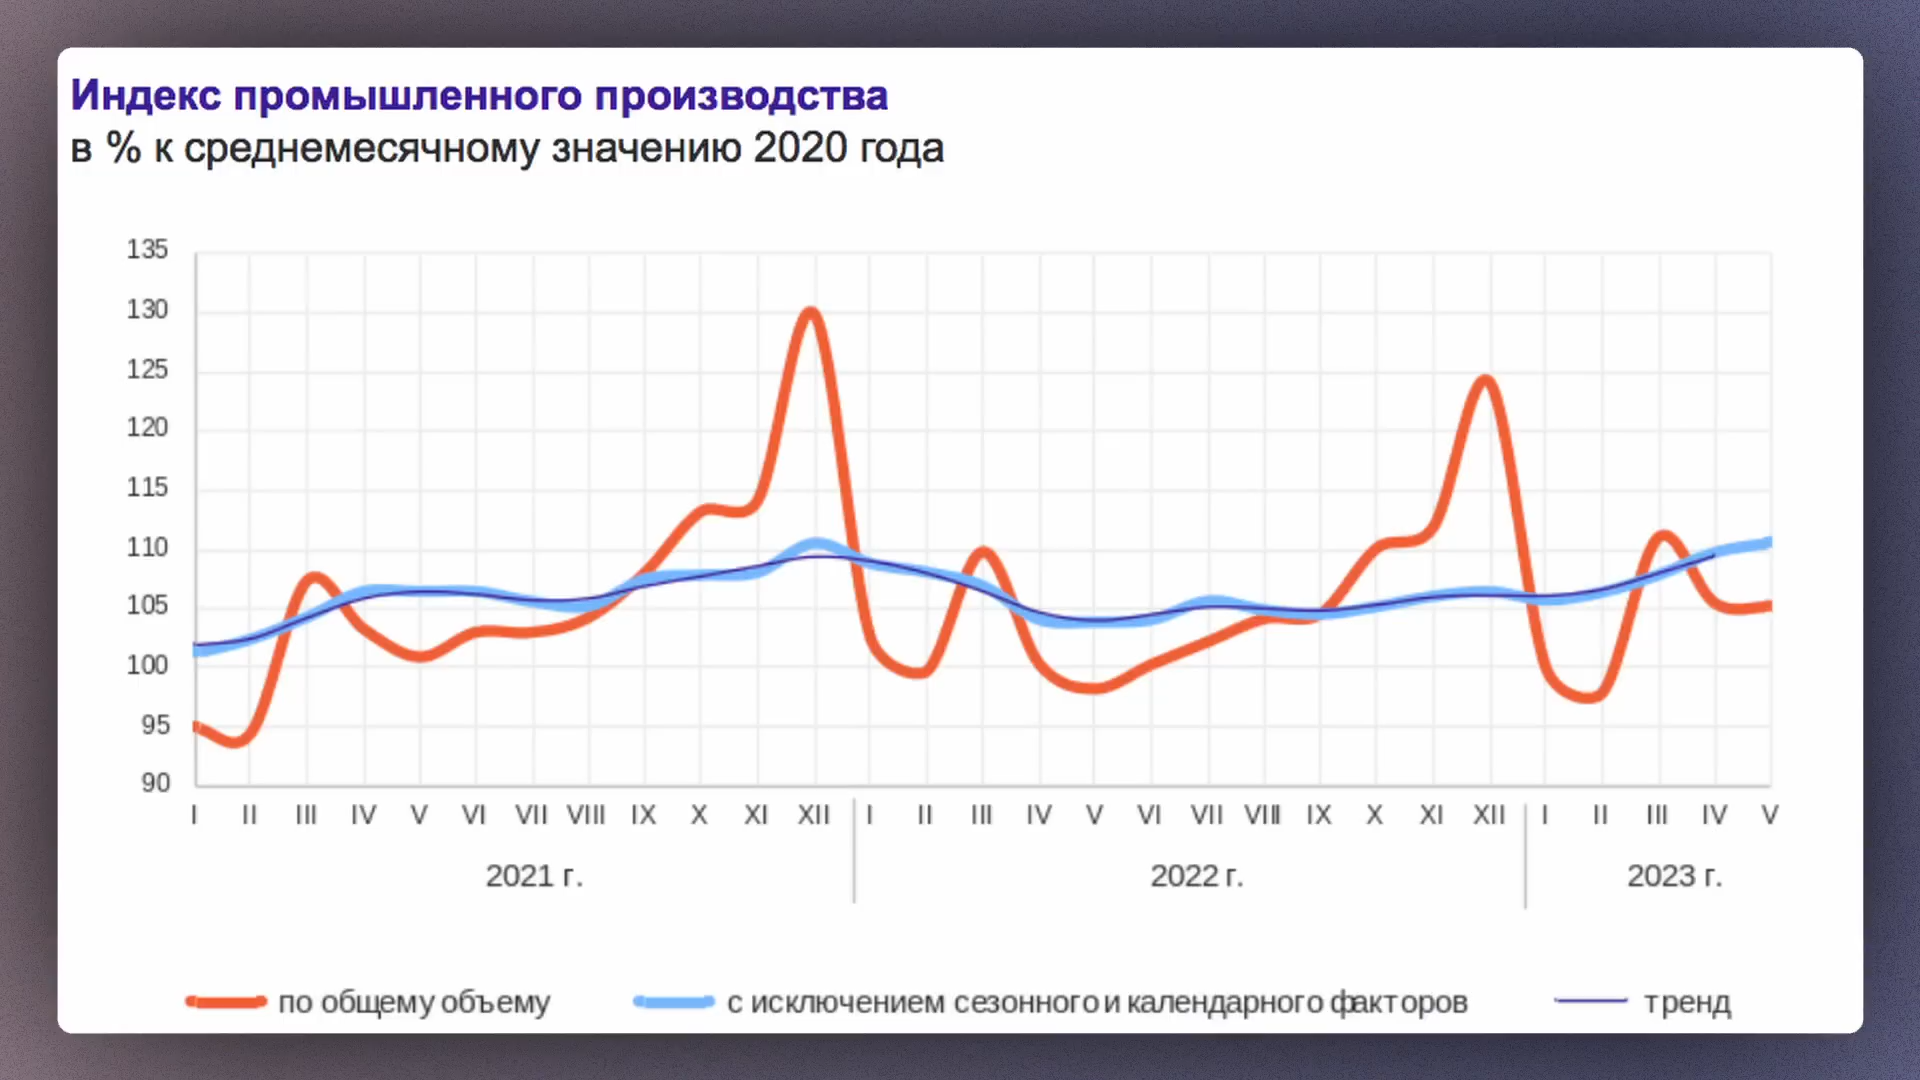 Индекс промышленного производства
в % к среднемесячному значению 2020 года
135
130
125
120
115
110
105
100
95
90
I II III IV V VI VII VIII IX X XI XII I II III IV V VI VII VIII IX X XI XII I II III IV V
2021 г. 2022 г. 2023 г.
по общему объему с исключением сезонного и календарного факторов тренд